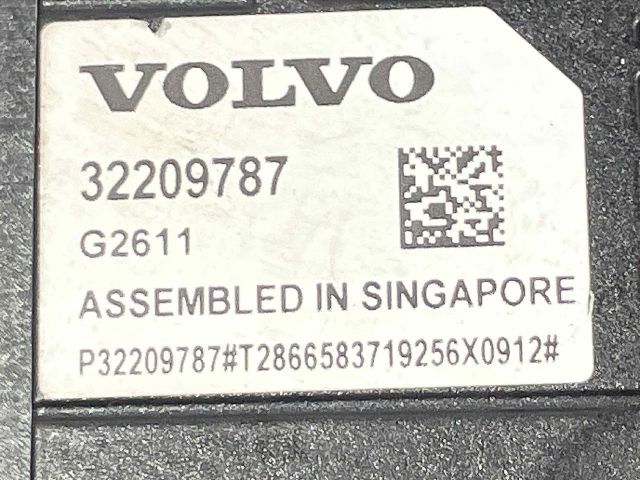 VOLVO
32209787
G2611
ASSEMBLED IN SINGAPORE
P32209787#T2866583719256X0912#